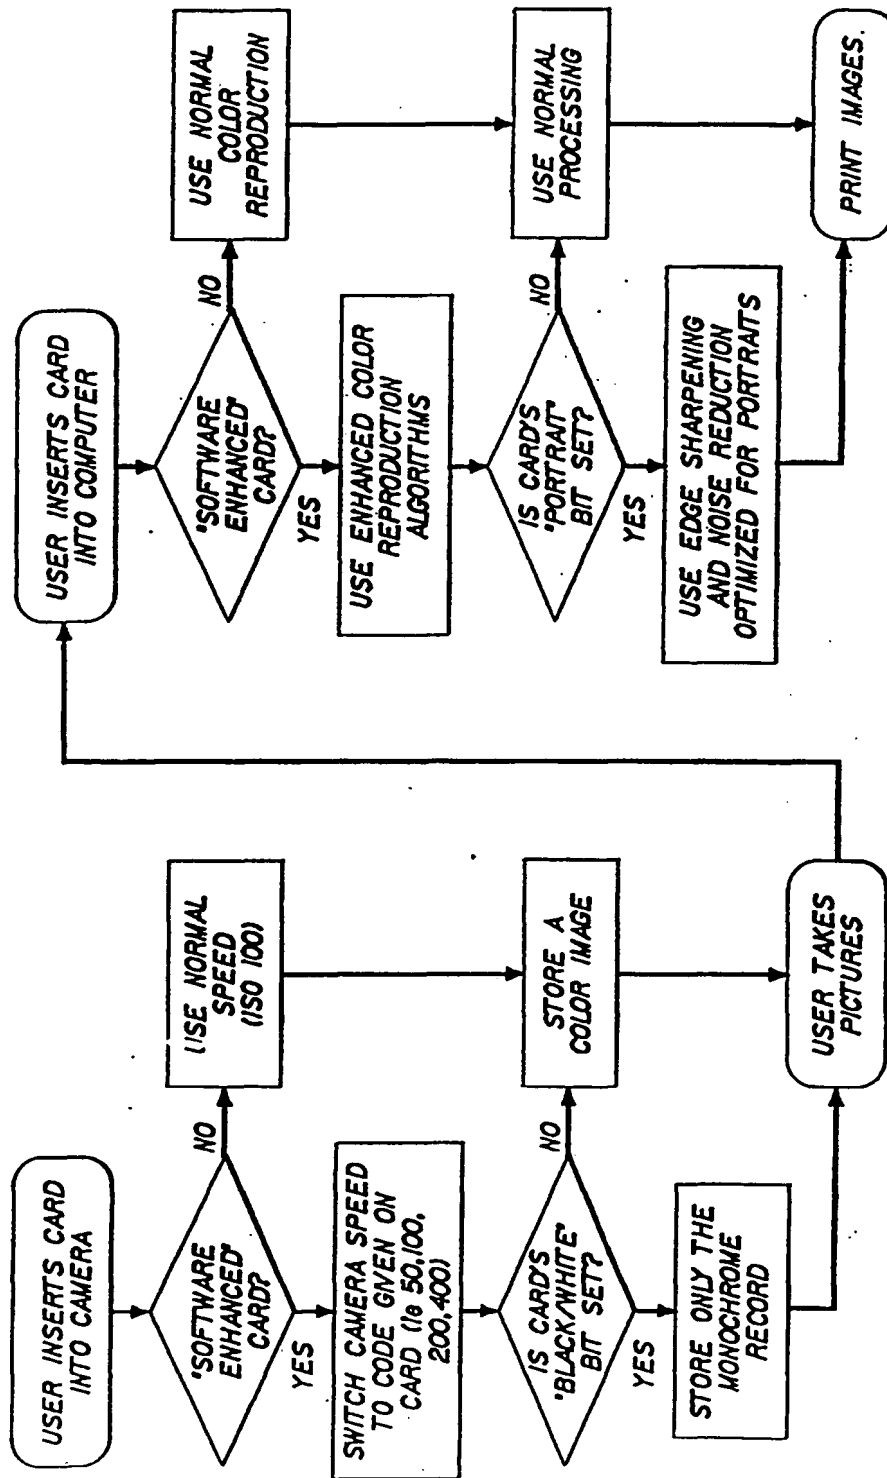 USER INSERTS CARD
INTO CAMERA
"SOFTWARE
ENHANCED"
CARD?
NO
USE NORMAL
SPEED
(ISO 100)
YES
SWITCH CAMERA SPEED
TO CODE GIVEN ON
CARD (ie 50,100,
200,400)
IS CARD'S
"BLACK/WHITE"
BIT SET?
NO
STORE A
COLOR IMAGE
YES
STORE ONLY THE
MONOCHROME
RECORD
USER TAKES
PICTURES
USER INSERTS CARD
INTO COMPUTER
"SOFTWARE
ENHANCED"
CARD?
NO
USE NORMAL
COLOR
REPRODUCTION
YES
USE ENHANCED COLOR
REPRODUCTION
ALGORITHMS
IS CARD'S
"PORTRAIT"
BIT SET?
NO
USE NORMAL
PROCESSING
YES
USE EDGE SHARPENING
AND NOISE REDUCTION
OPTIMIZED FOR PORTRAITS
PRINT IMAGES.